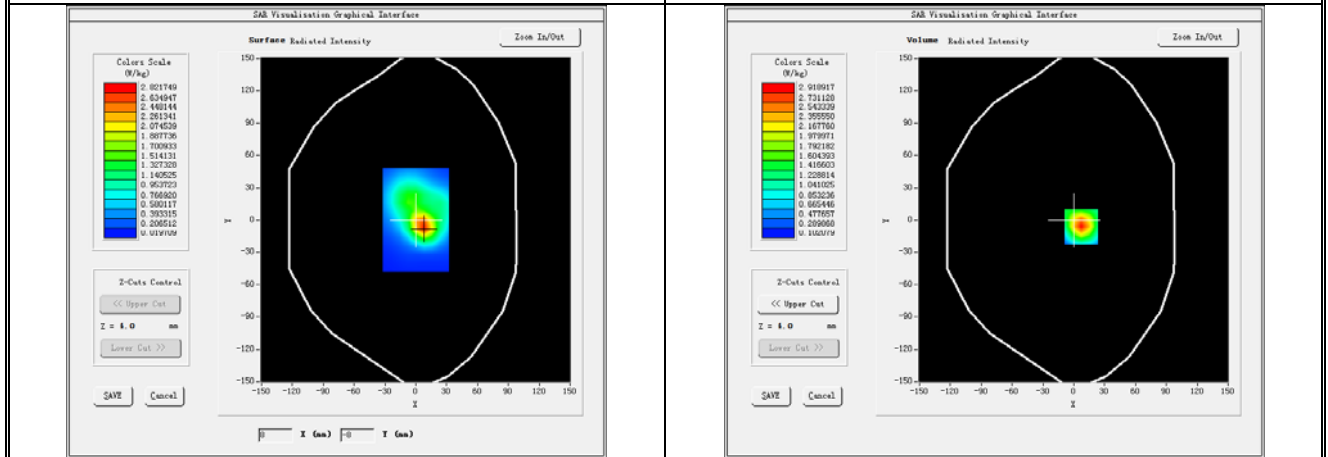 SAR Visualisation Graphical Interface
Surface Radiated Intensity
Zoom In/Out
Colors Scale
(W/kg)
2.821749
2.634947
2.448144
2.261341
2.074539
1.887736
1.700933
1.514131
1.327328
1.140525
0.953723
0.766920
0.580117
0.393315
0.206512
0.019709
150
120
90
60
30
0
-30
-60
-90
-120
-150
Y
-150 -120 -90 -60 -30 0 30 60 90 120 150
X
Z-Cuts Control
<< Upper Cut
Z = 4.0 mm
Lower Cut >>
SAVE Cancel
8 X (mm) -8 Y (mm)
SAR Visualisation Graphical Interface
Volume Radiated Intensity
Zoom In/Out
Colors Scale
(W/kg)
2.918917
2.731128
2.543339
2.355550
2.167760
1.979971
1.792182
1.604393
1.416603
1.228814
1.041025
0.853236
0.665446
0.477657
0.289868
0.102079
150
120
90
60
30
0
-30
-60
-90
-120
-150
Y
-150 -120 -90 -60 -30 0 30 60 90 120 150
X
Z-Cuts Control
<< Upper Cut
Z = 4.0 mm
Lower Cut >>
SAVE Cancel